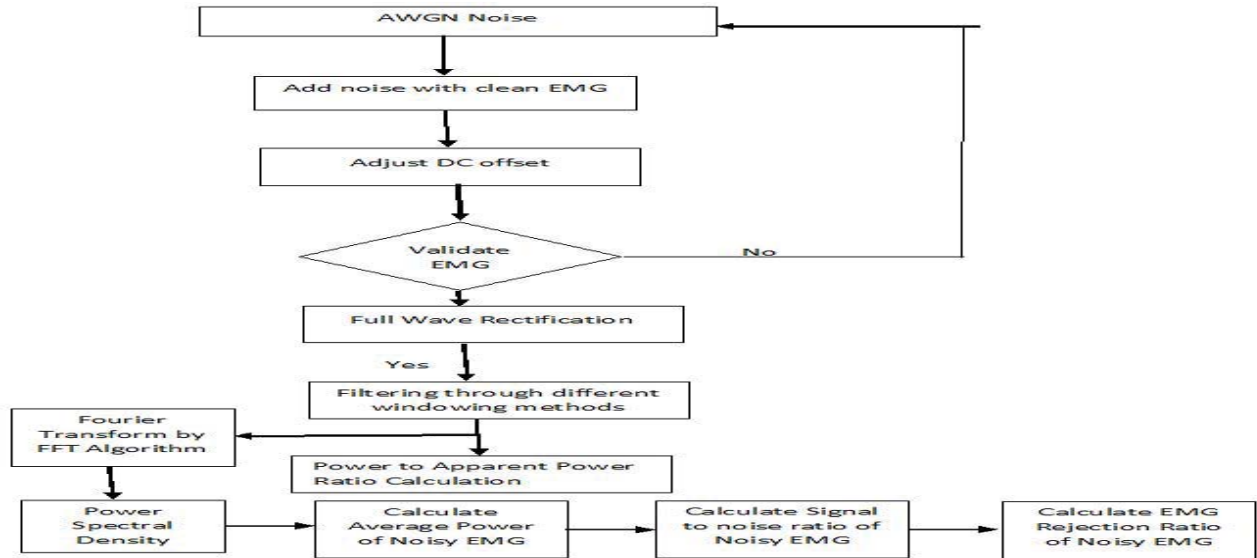 AWGN Noise
Add noise with clean EMG
Adjust DC offset
Validate
EMG
No
Full Wave Rectification
Yes
Filtering through different
windowing methods
Fourier
Transform by
FFT Algorithm
Power to Apparent Power
Ratio Calculation
Power
Spectral
Density
Calculate
Average Power
of Noisy EMG
Calculate Signal
to noise ratio of
Noisy EMG
Calculate EMG
Rejection Ratio
of Noisy EMG